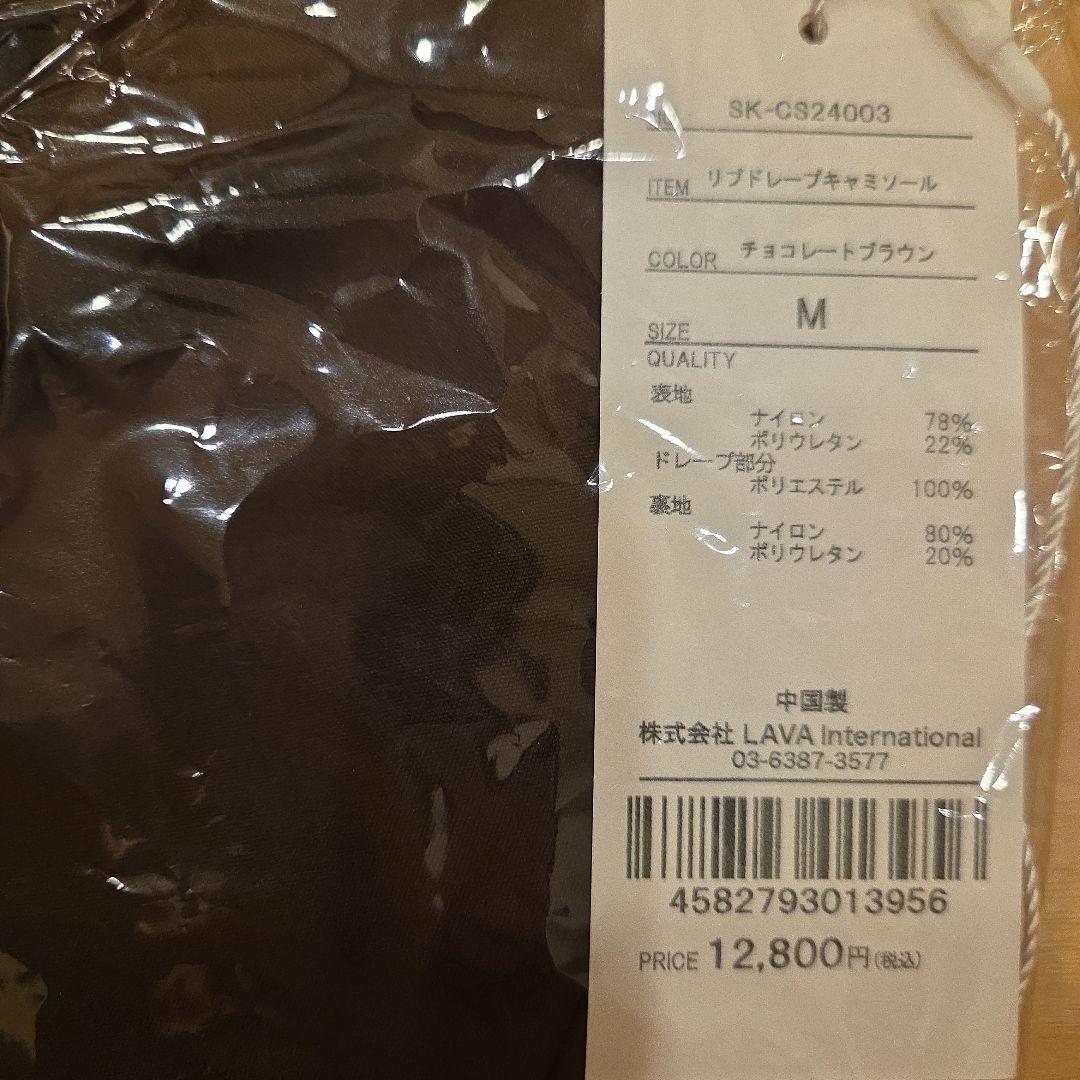 SK-CS24003
ITEM リブドレープキャミソール
COLOR チョコレートブラウン
SIZE M
QUALITY
表地
ナイロン 78%
ポリウレタン 22%
ドレープ部分
ポリエステル 100%
裏地
ナイロン 80%
ポリウレタン 20%
中国製
株式会社 LAVA International
03-6387-3577
4582793013956
PRICE 12,800円(税込)